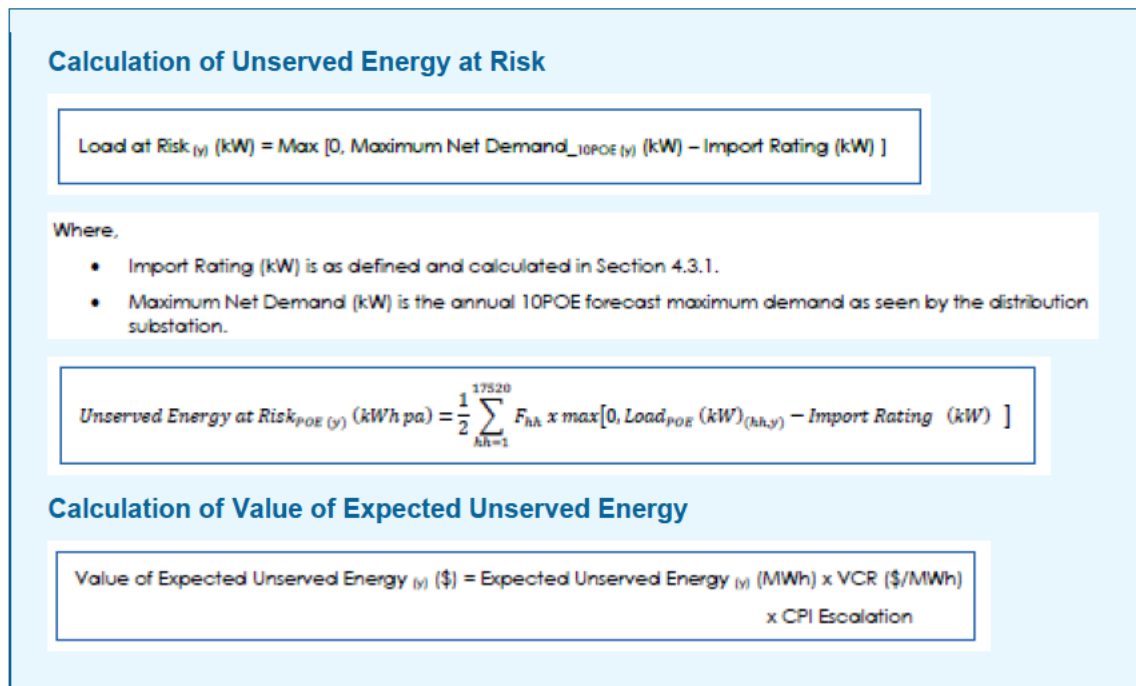 Calculation of Unserved Energy at Risk
Load at Risk (y) (kW) = Max [0, Maximum Net Demand_10POE (y) (kW) – Import Rating (kW) ]
Where,
• Import Rating (kW) is as defined and calculated in Section 4.3.1.
• Maximum Net Demand (kW) is the annual 10POE forecast maximum demand as seen by the distribution
substation.
Unserved Energy at Risk_POE (y) (kWh pa) = 1/2 ∑_{hh=1}^{17520} F_hh x max[0, Load_POE (kW)_(hh,y) − Import Rating (kW) ]
Calculation of Value of Expected Unserved Energy
Value of Expected Unserved Energy (y) ($) = Expected Unserved Energy (y) (MWh) x VCR ($/MWh)
x CPI Escalation